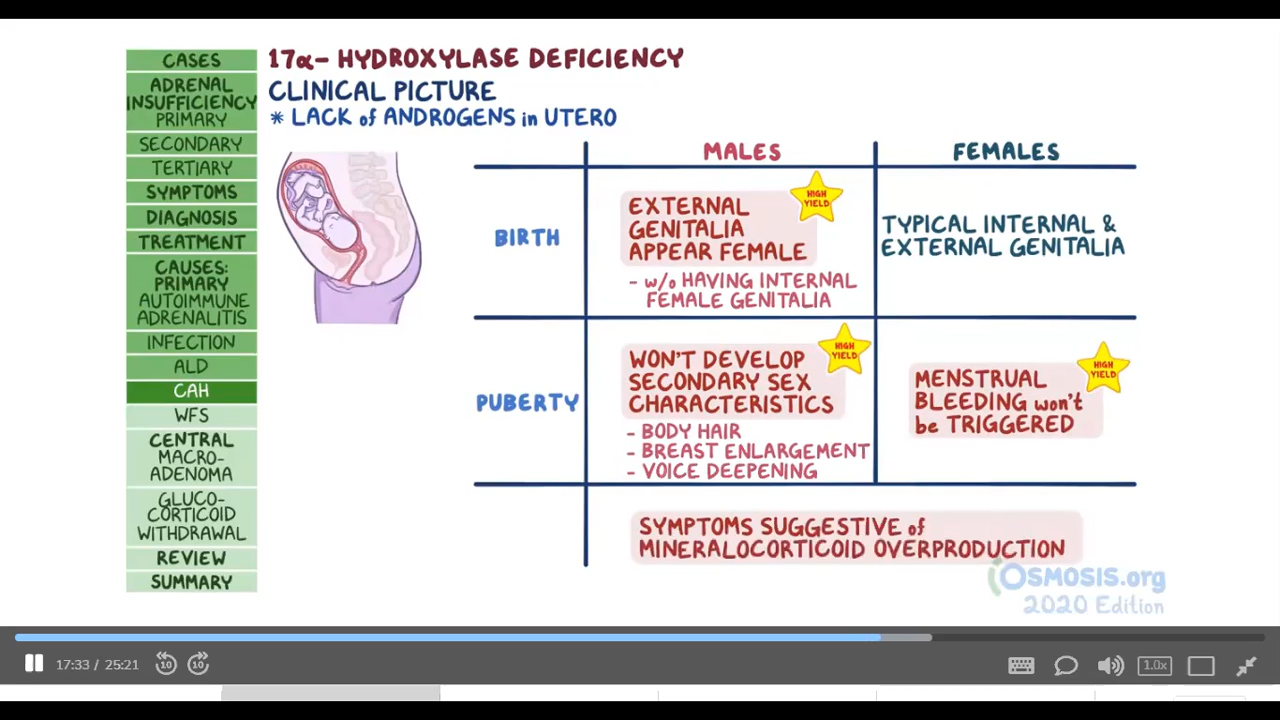 CASES
ADRENAL
INSUFFICIENCY
PRIMARY
SECONDARY
TERTIARY
SYMPTOMS
DIAGNOSIS
TREATMENT
CAUSES:
PRIMARY
AUTOIMMUNE
ADRENALITIS
INFECTION
ALD
CAH
WFS
CENTRAL
MACRO-
ADENOMA
GLUCO-
CORTICOID
WITHDRAWAL
REVIEW
SUMMARY
17α- HYDROXYLASE DEFICIENCY
CLINICAL PICTURE
* LACK of ANDROGENS in UTERO
MALES
FEMALES
BIRTH
EXTERNAL
GENITALIA
APPEAR FEMALE
HIGH
YIELD
- w/o HAVING INTERNAL
FEMALE GENITALIA
TYPICAL INTERNAL &
EXTERNAL GENITALIA
PUBERTY
WON'T DEVELOP
SECONDARY SEX
CHARACTERISTICS
HIGH
YIELD
- BODY HAIR
- BREAST ENLARGEMENT
- VOICE DEEPENING
MENSTRUAL
BLEEDING won't
be TRIGGERED
HIGH
YIELD
SYMPTOMS SUGGESTIVE of
MINERALOCORTICOID OVERPRODUCTION
OSMOSIS.org
2020 Edition
17:33 / 25:21
10
10
1.0x